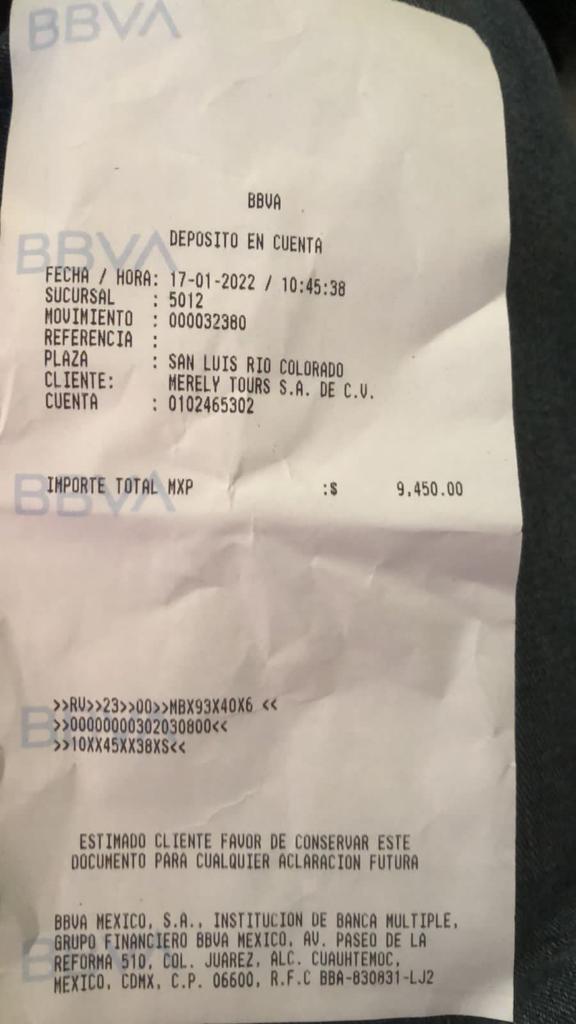 BBVA
BBVA
BBVA
DEPOSITO EN CUENTA
FECHA / HORA: 17-01-2022 / 10:45:38
SUCURSAL : 5012
MOVIMIENTO : 000032380
REFERENCIA :
PLAZA : SAN LUIS RIO COLORADO
CLIENTE: MERELY TOURS S.A. DE C.V.
CUENTA : 0102465302
BBVA
IMPORTE TOTAL MXP :$ 9,450.00
>>RV>>23>>00>>MBX93X40X6 <<
>>00000000302030800<<
>>10XX45XX38XS<<
ESTIMADO CLIENTE FAVOR DE CONSERVAR ESTE
DOCUMENTO PARA CUALQUIER ACLARACION FUTURA
BBVA MEXICO, S.A., INSTITUCION DE BANCA MULTIPLE,
GRUPO FINANCIERO BBVA MEXICO. AV. PASEO DE LA
REFORMA 510, COL. JUAREZ, ALC. CUAUHTEMOC,
MEXICO, CDMX, C.P. 06600, R.F.C BBA-830831-LJ2